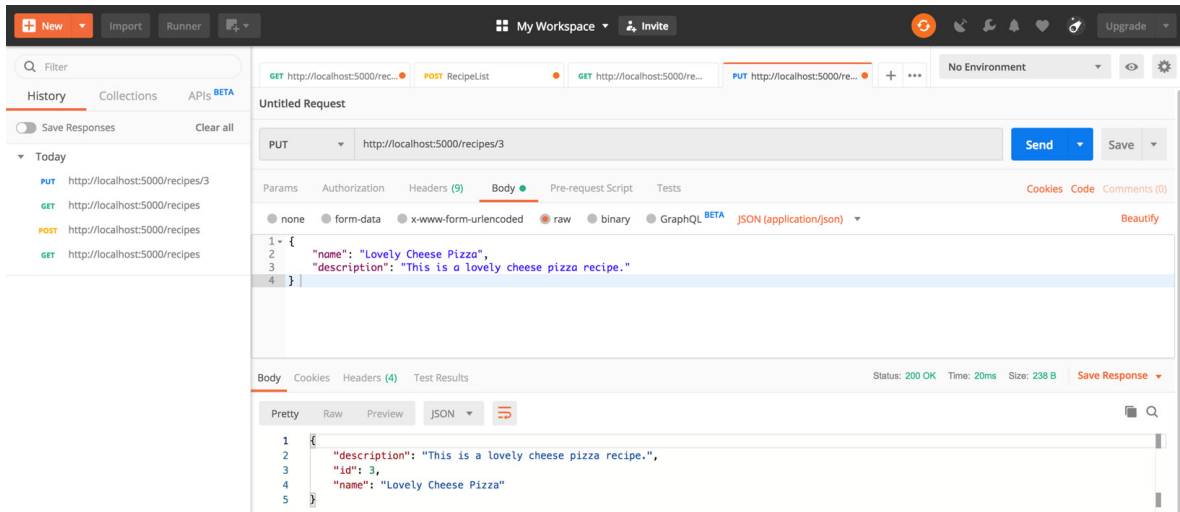 New Import Runner My Workspace Invite Upgrade
Filter
History Collections APIs BETA
Save Responses Clear all
Today
PUT http://localhost:5000/recipes/3
GET http://localhost:5000/recipes
POST http://localhost:5000/recipes
GET http://localhost:5000/recipes
GET http://localhost:5000/rec... POST RecipeList GET http://localhost:5000/re... PUT http://localhost:5000/re... No Environment
Untitled Request
PUT http://localhost:5000/recipes/3 Send Save
Params Authorization Headers (9) Body Pre-request Script Tests Cookies Code Comments (0)
none form-data x-www-form-urlencoded raw binary GraphQL BETA JSON (application/json) Beautify
1 {
2 "name": "Lovely Cheese Pizza",
3 "description": "This is a lovely cheese pizza recipe."
4 }
Body Cookies Headers (4) Test Results Status: 200 OK Time: 20ms Size: 238 B Save Response
Pretty Raw Preview JSON
1 {
2 "description": "This is a lovely cheese pizza recipe.",
3 "id": 3,
4 "name": "Lovely Cheese Pizza"
5 }